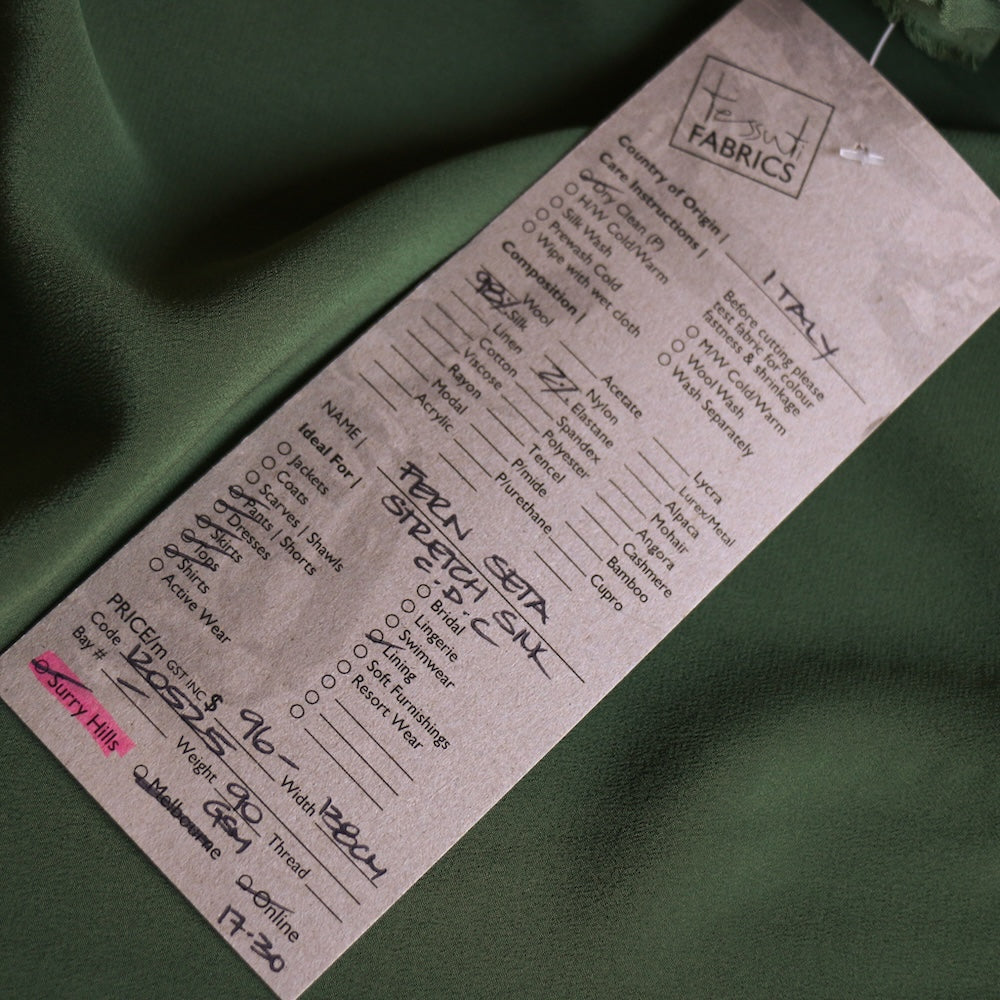 tessuti
FABRICS
Country of Origin | ITALY
Care Instructions |
Dry Clean (P)
H/W Cold/Warm
Silk Wash
Prewash Cold
Wipe with wet cloth
Before cutting please
test fabric for colour
fastness & shrinkage
M/W Cold/Warm
Wool Wash
Wash Separately
Composition |
Wool
98% Silk
Linen
Cotton
Viscose
Rayon
Modal
Acrylic
Acetate
Nylon
2% Elastane
Spandex
Polyester
Tencel
P/mide
P/urethane
Lycra
Lurex/Metal
Alpaca
Mohair
Angora
Cashmere
Bamboo
Cupro
NAME | FERN SETA
STRETCH SILK
C.D.C
Ideal For |
Jackets
Coats
Scarves | Shawls
Pants | Shorts
Dresses
Skirts
Tops
Shirts
Active Wear
Bridal
Lingerie
Swimwear
Lining
Soft Furnishings
Resort Wear
PRICE/m GST INC $ 96- Width 138CM
Code 120525 Weight 90 GSM Thread
Bay # -
Surry Hills
Melbourne
Online
17-30